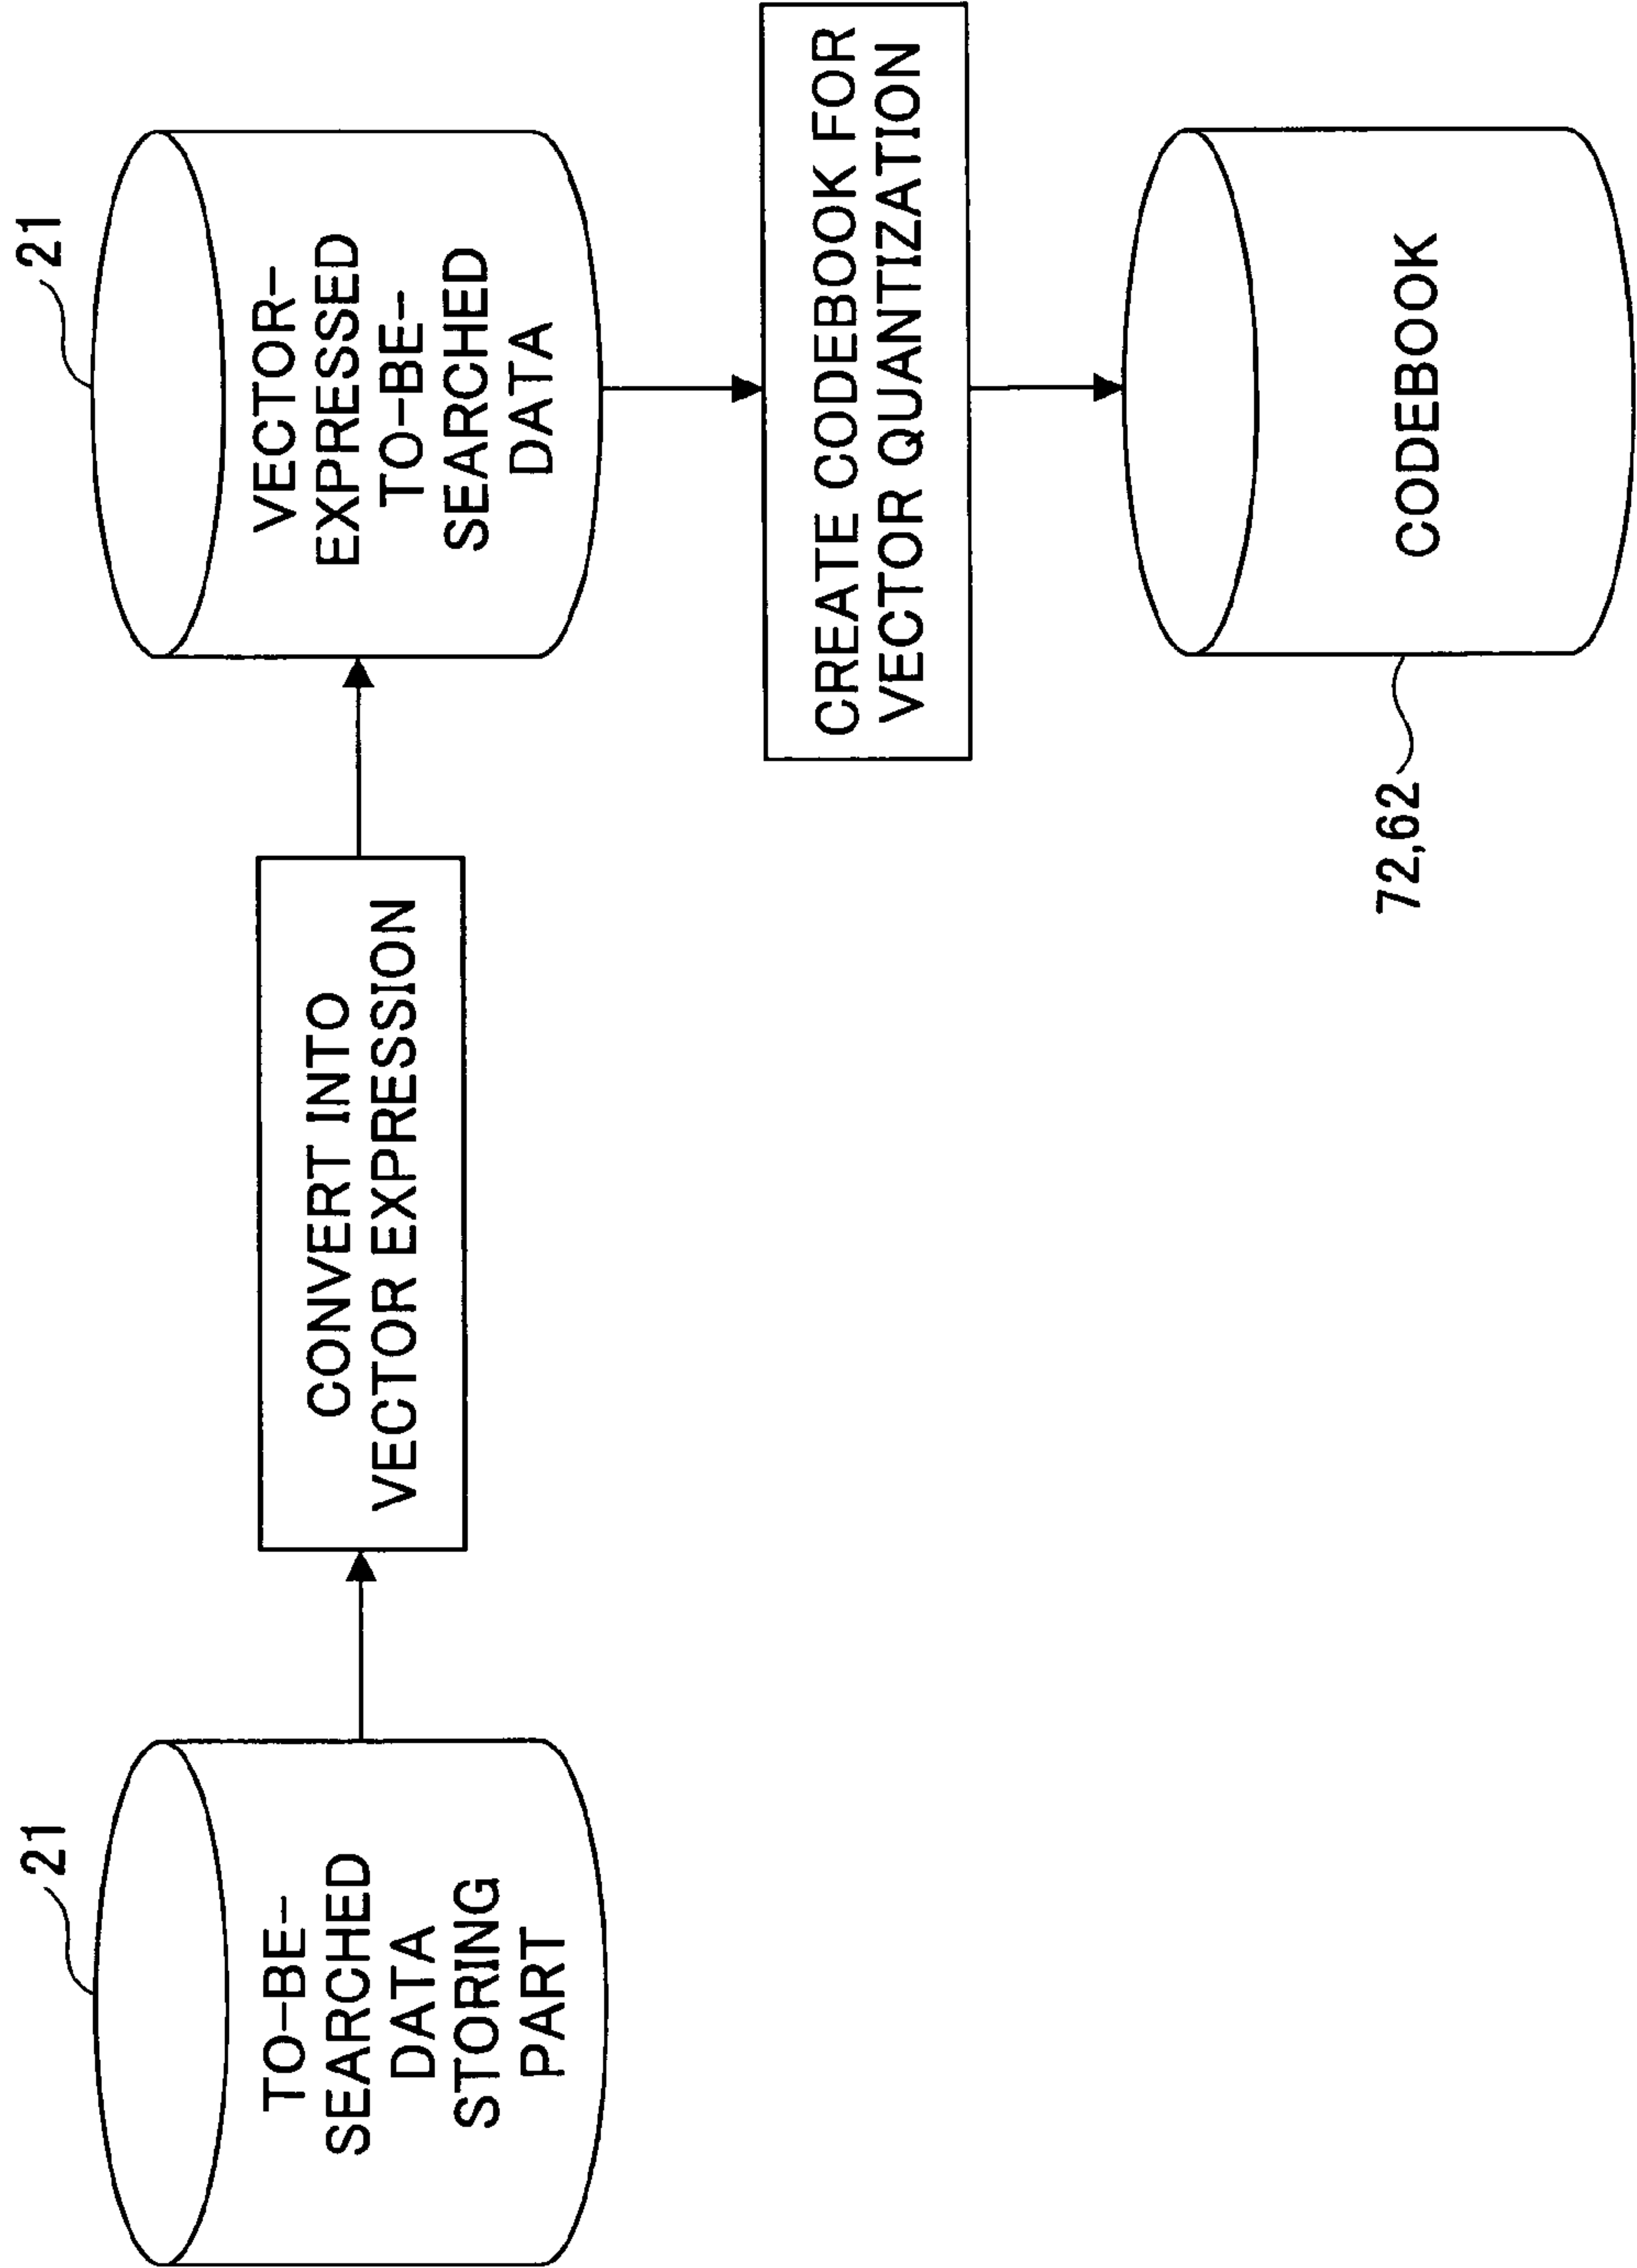 21
TO-BE-
SEARCHED
DATA
STORING
PART
CONVERT INTO
VECTOR EXPRESSION
21
VECTOR-
EXPRESSED
TO-BE-
SEARCHED
DATA
CREATE CODEBOOK FOR
VECTOR QUANTIZATION
72,62
CODEBOOK